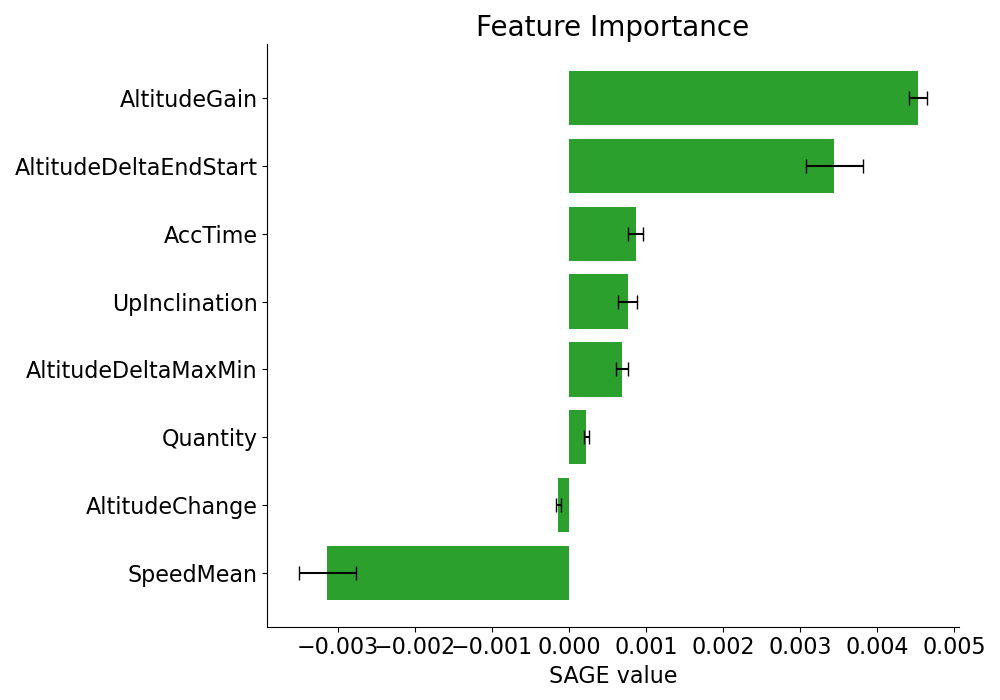 Feature Importance
AltitudeGain
AltitudeDeltaEndStart
AccTime
UpInclination
AltitudeDeltaMaxMin
Quantity
AltitudeChange
SpeedMean
−0.003 −0.002 −0.001 0.000 0.001 0.002 0.003 0.004 0.005
SAGE value